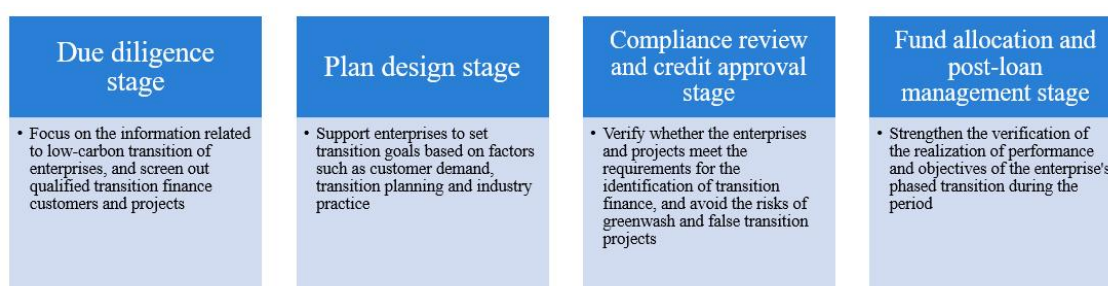 Due diligence
stage
• Focus on the information related
to low-carbon transition of
enterprises, and screen out
qualified transition finance
customers and projects
Plan design stage
• Support enterprises to set
transition goals based on factors
such as customer demand,
transition planning and industry
practice
Compliance review
and credit approval
stage
• Verify whether the enterprises
and projects meet the
requirements for the
identification of transition
finance, and avoid the risks of
greenwash and false transition
projects
Fund allocation and
post-loan
management stage
• Strengthen the verification of
the realization of performance
and objectives of the enterprise's
phased transition during the
period